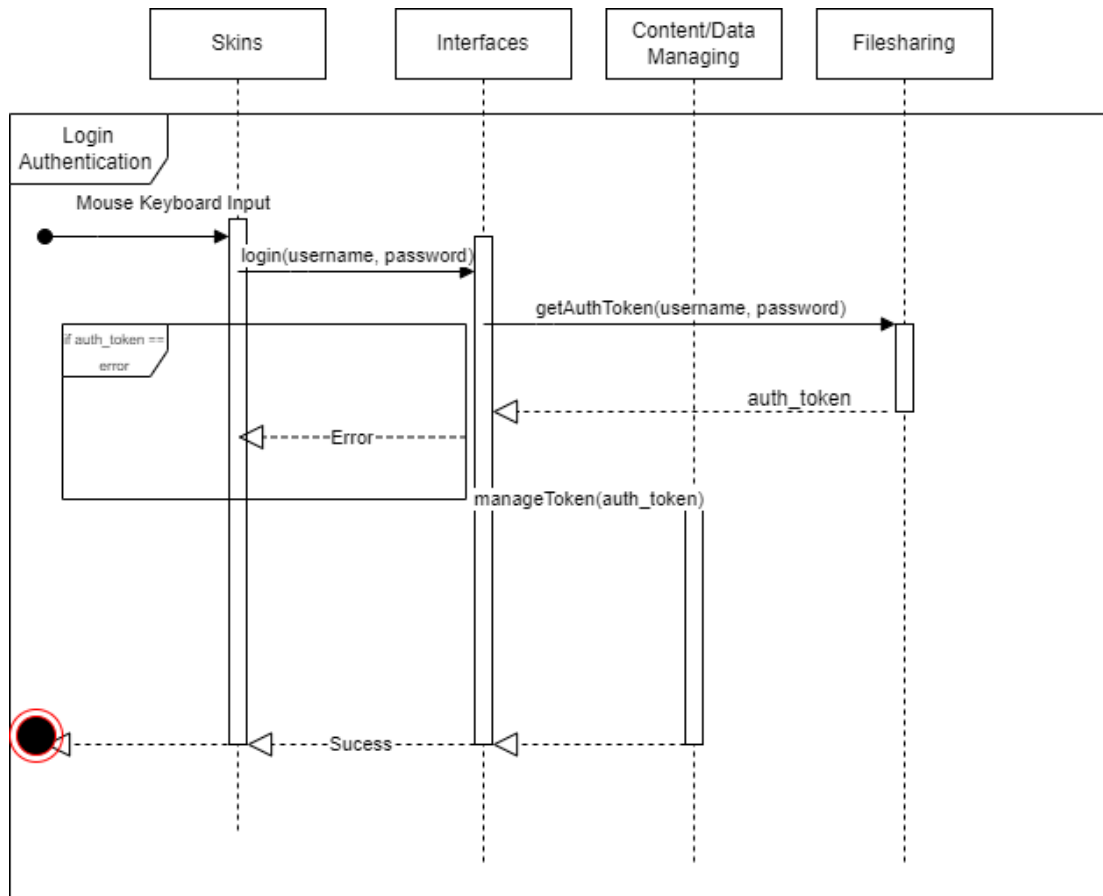 Skins
Interfaces
Content/Data
Managing
Filesharing
Login
Authentication
Mouse Keyboard Input
login(username, password)
getAuthToken(username, password)
if auth_token ==
error
auth_token
Error
manageToken(auth_token)
Sucess